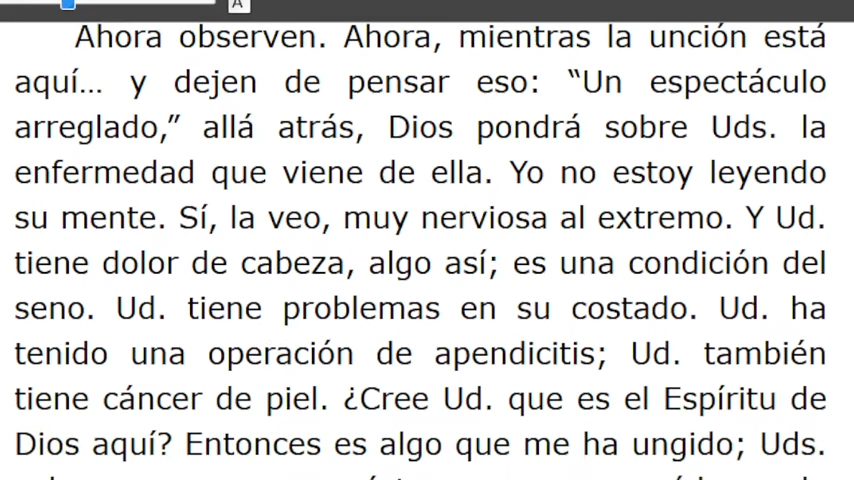 A
Ahora observen. Ahora, mientras la unción está
aquí… y dejen de pensar eso: “Un espectáculo
arreglado,” allá atrás, Dios pondrá sobre Uds. la
enfermedad que viene de ella. Yo no estoy leyendo
su mente. Sí, la veo, muy nerviosa al extremo. Y Ud.
tiene dolor de cabeza, algo así; es una condición del
seno. Ud. tiene problemas en su costado. Ud. ha
tenido una operación de apendicitis; Ud. también
tiene cáncer de piel. ¿Cree Ud. que es el Espíritu de
Dios aquí? Entonces es algo que me ha ungido; Uds.